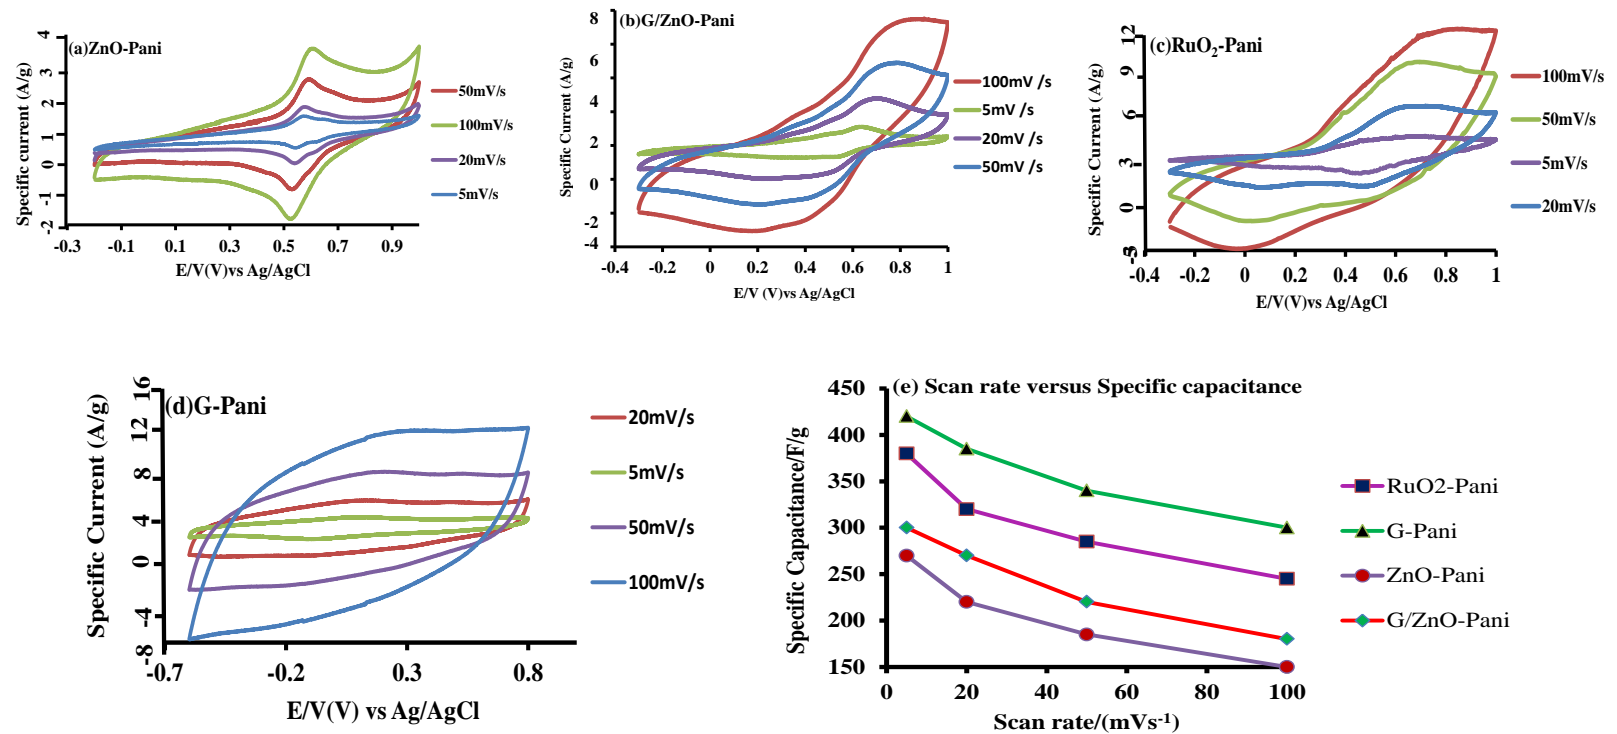 (a)ZnO-Pani
Specific current (A/g)
4
3
2
1
0
-1
-2
-0.3 -0.1 0.1 0.3 0.5 0.7 0.9
E/V(V)vs Ag/AgCl
50mV/s
100mV/s
20mV/s
5mV/s
(b)G/ZnO-Pani
Specific Current (A/g)
8
6
4
2
0
-2
-4
-0.4 -0.2 0 0.2 0.4 0.6 0.8 1
E/V (V)vs Ag/AgCl
100mV /s
5mV /s
20mV /s
50mV /s
(c)RuO2-Pani
Specific Current (A/g)
12
9
6
3
0
-3
-0.4 -0.2 0 0.2 0.4 0.6 0.8 1
E/V(V)vs Ag/AgCl
100mV/s
50mV/s
5mV/s
20mV/s
(d)G-Pani
Specific Current (A/g)
16
12
8
4
0
-4
-8
-0.7 -0.2 0.3 0.8
E/V(V) vs Ag/AgCl
20mV/s
5mV/s
50mV/s
100mV/s
(e) Scan rate versus Specific capacitance
Specific Capacitance/F/g
450
400
350
300
250
200
150
0 20 40 60 80 100
Scan rate/(mVs⁻¹)
RuO2-Pani
G-Pani
ZnO-Pani
G/ZnO-Pani